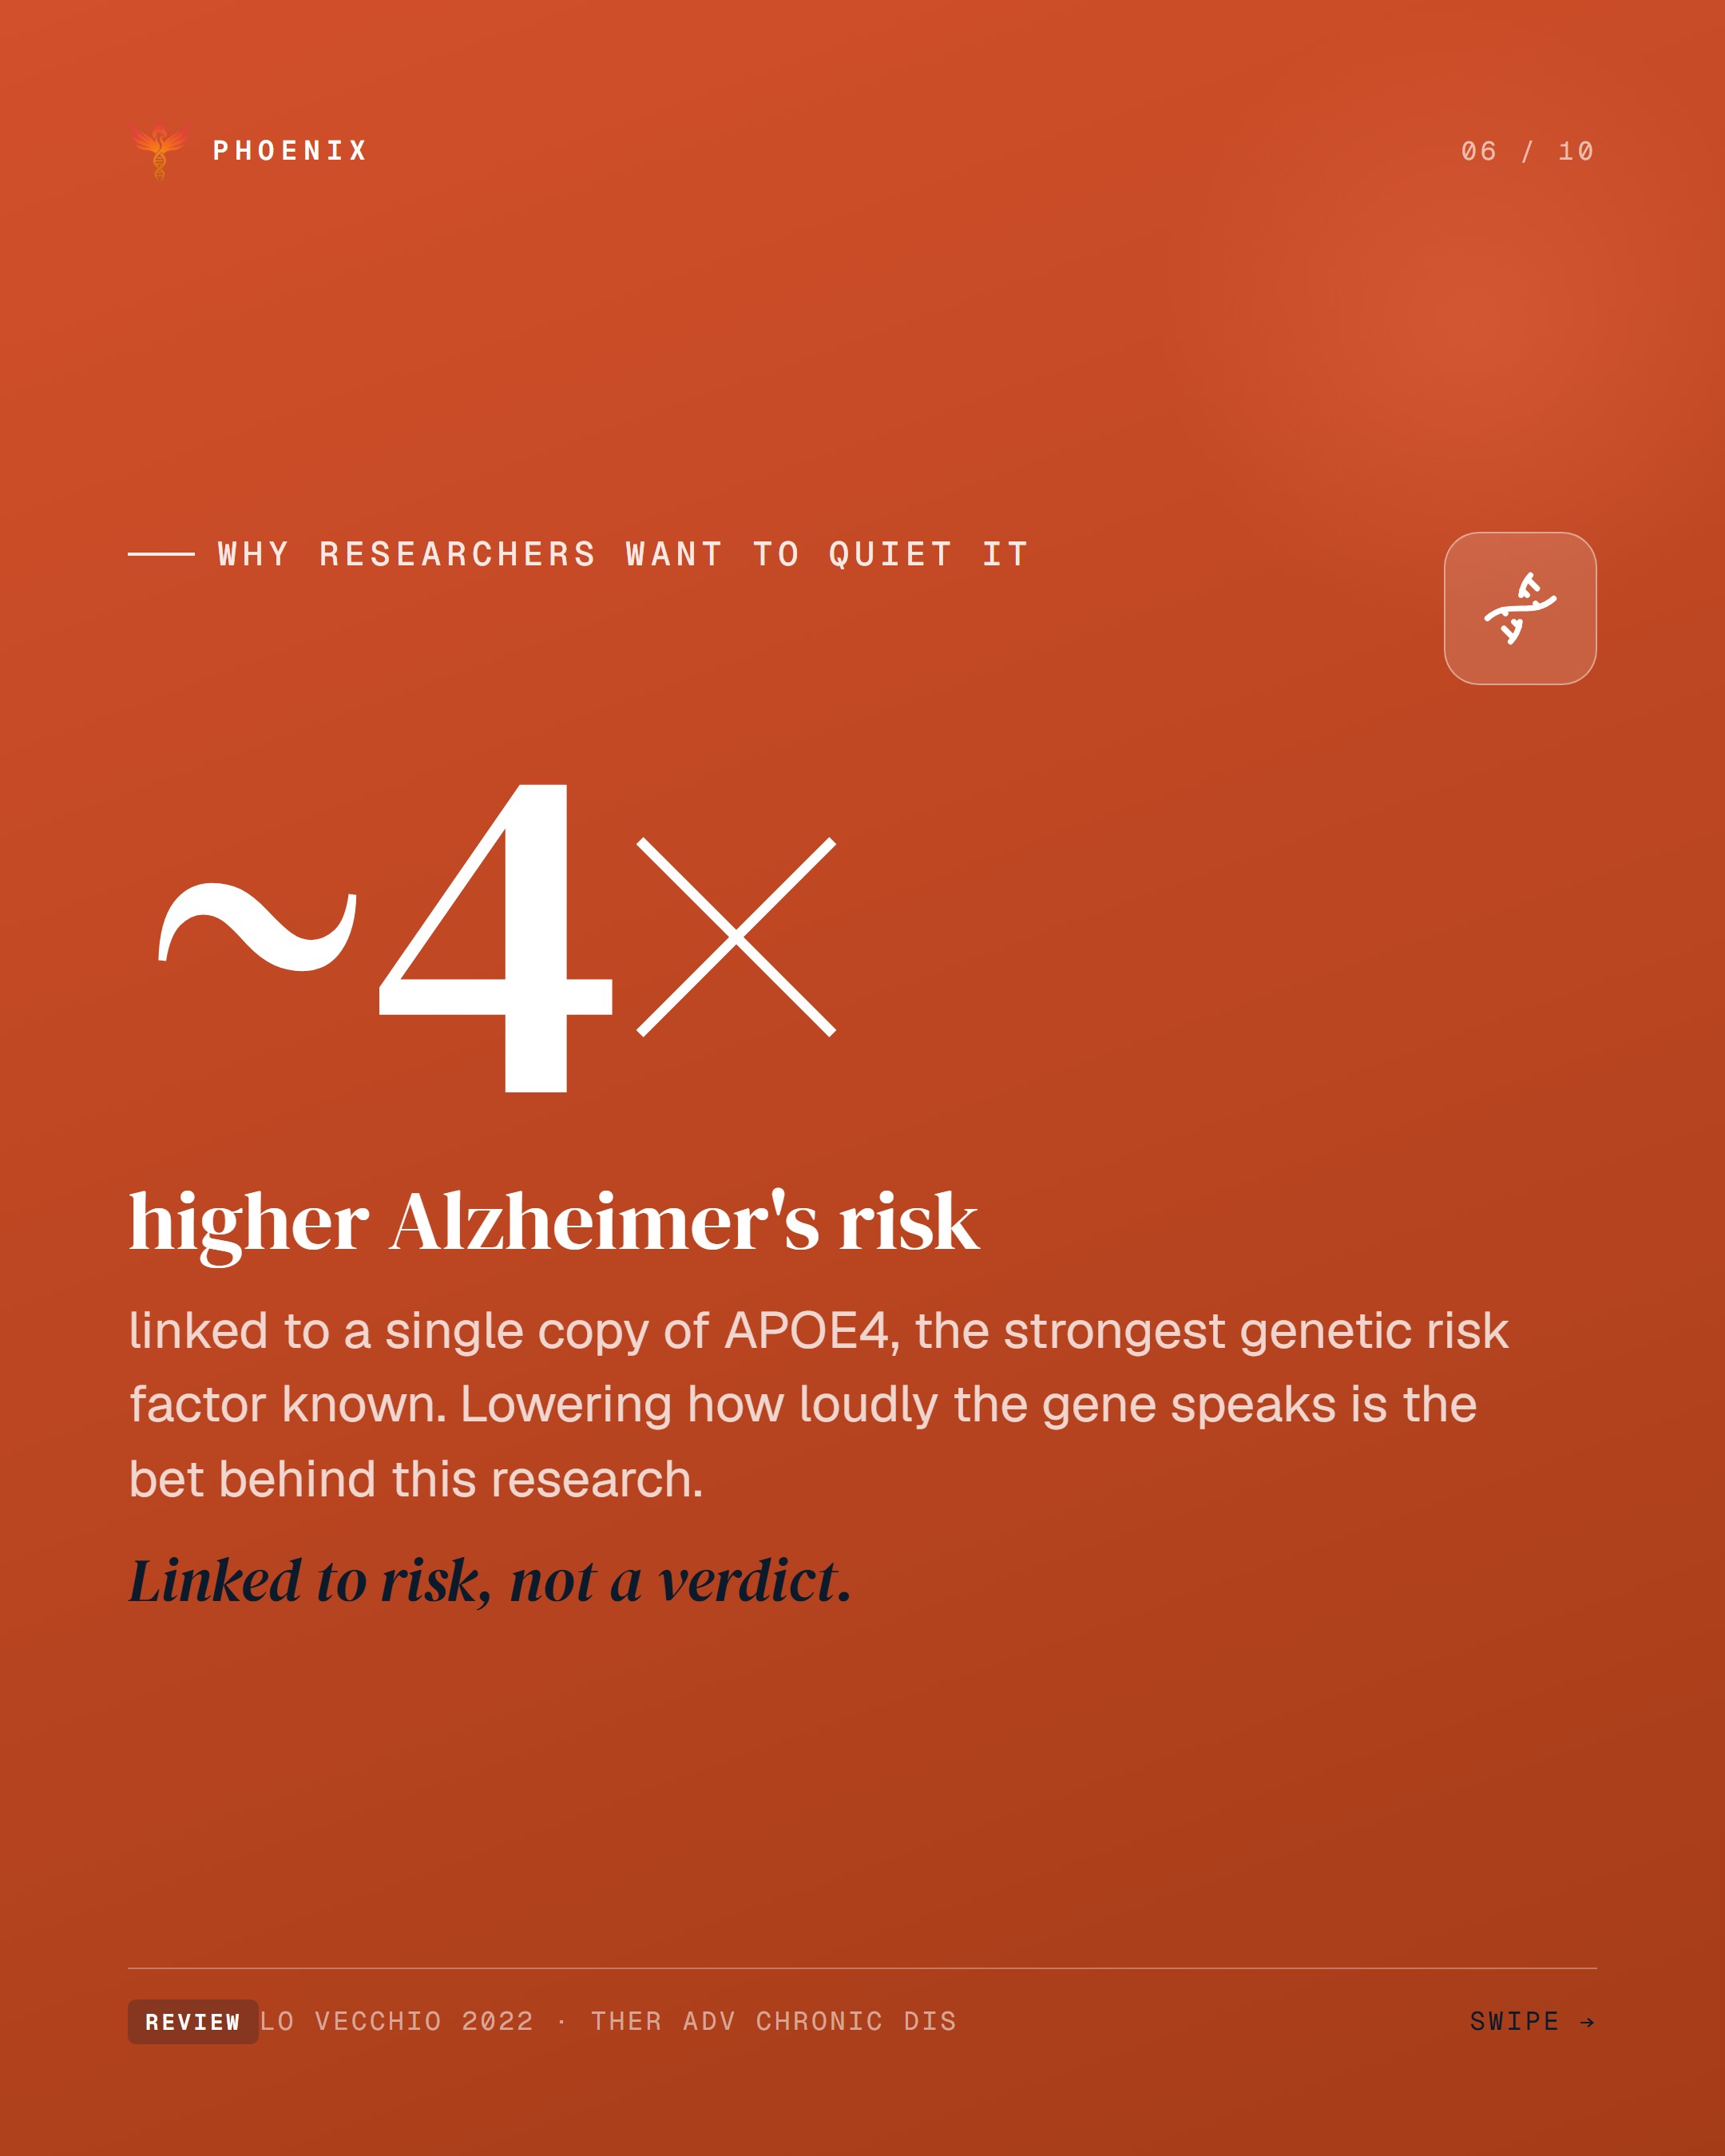 PHOENIX
06 / 10
WHY RESEARCHERS WANT TO QUIET IT
~4×
higher Alzheimer's risk
linked to a single copy of APOE4, the strongest genetic risk
factor known. Lowering how loudly the gene speaks is the
bet behind this research.
Linked to risk, not a verdict.
REVIEW LO VECCHIO 2022 · THER ADV CHRONIC DIS
SWIPE →